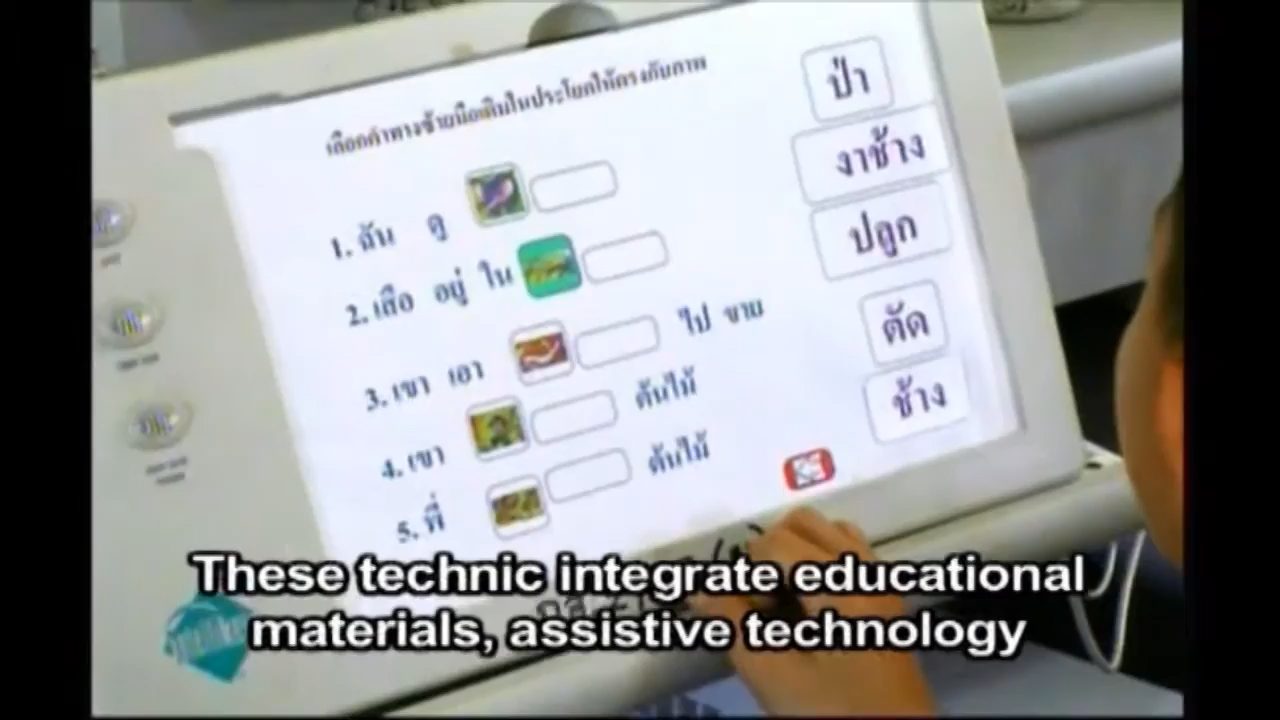 เลือกคำทางซ้ายมือเติมในประโยคให้ตรงกับภาพ
1. ฉัน ดู
2. เสือ อยู่ ใน
3. เขา เอา ไป ขาย
4. เขา ต้นไม้
5. พี่ ต้นไม้
ป่า
งาช้าง
ปลูก
ตัด
ช้าง
These technic integrate educational
materials, assistive technology